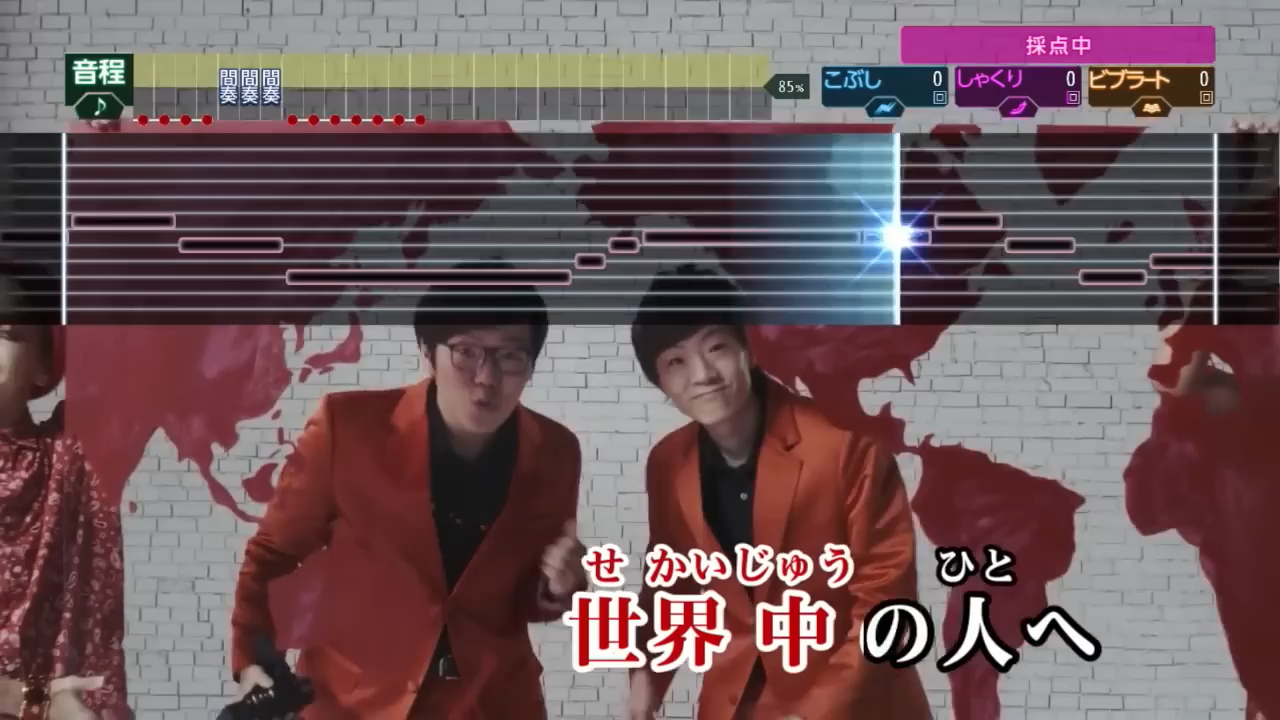 採点中
音程
間奏 間奏 間奏
85%
こぶし 0
しゃくり 0
ビブラート 0
せ かいじゅう ひと
世界 中 の人へ